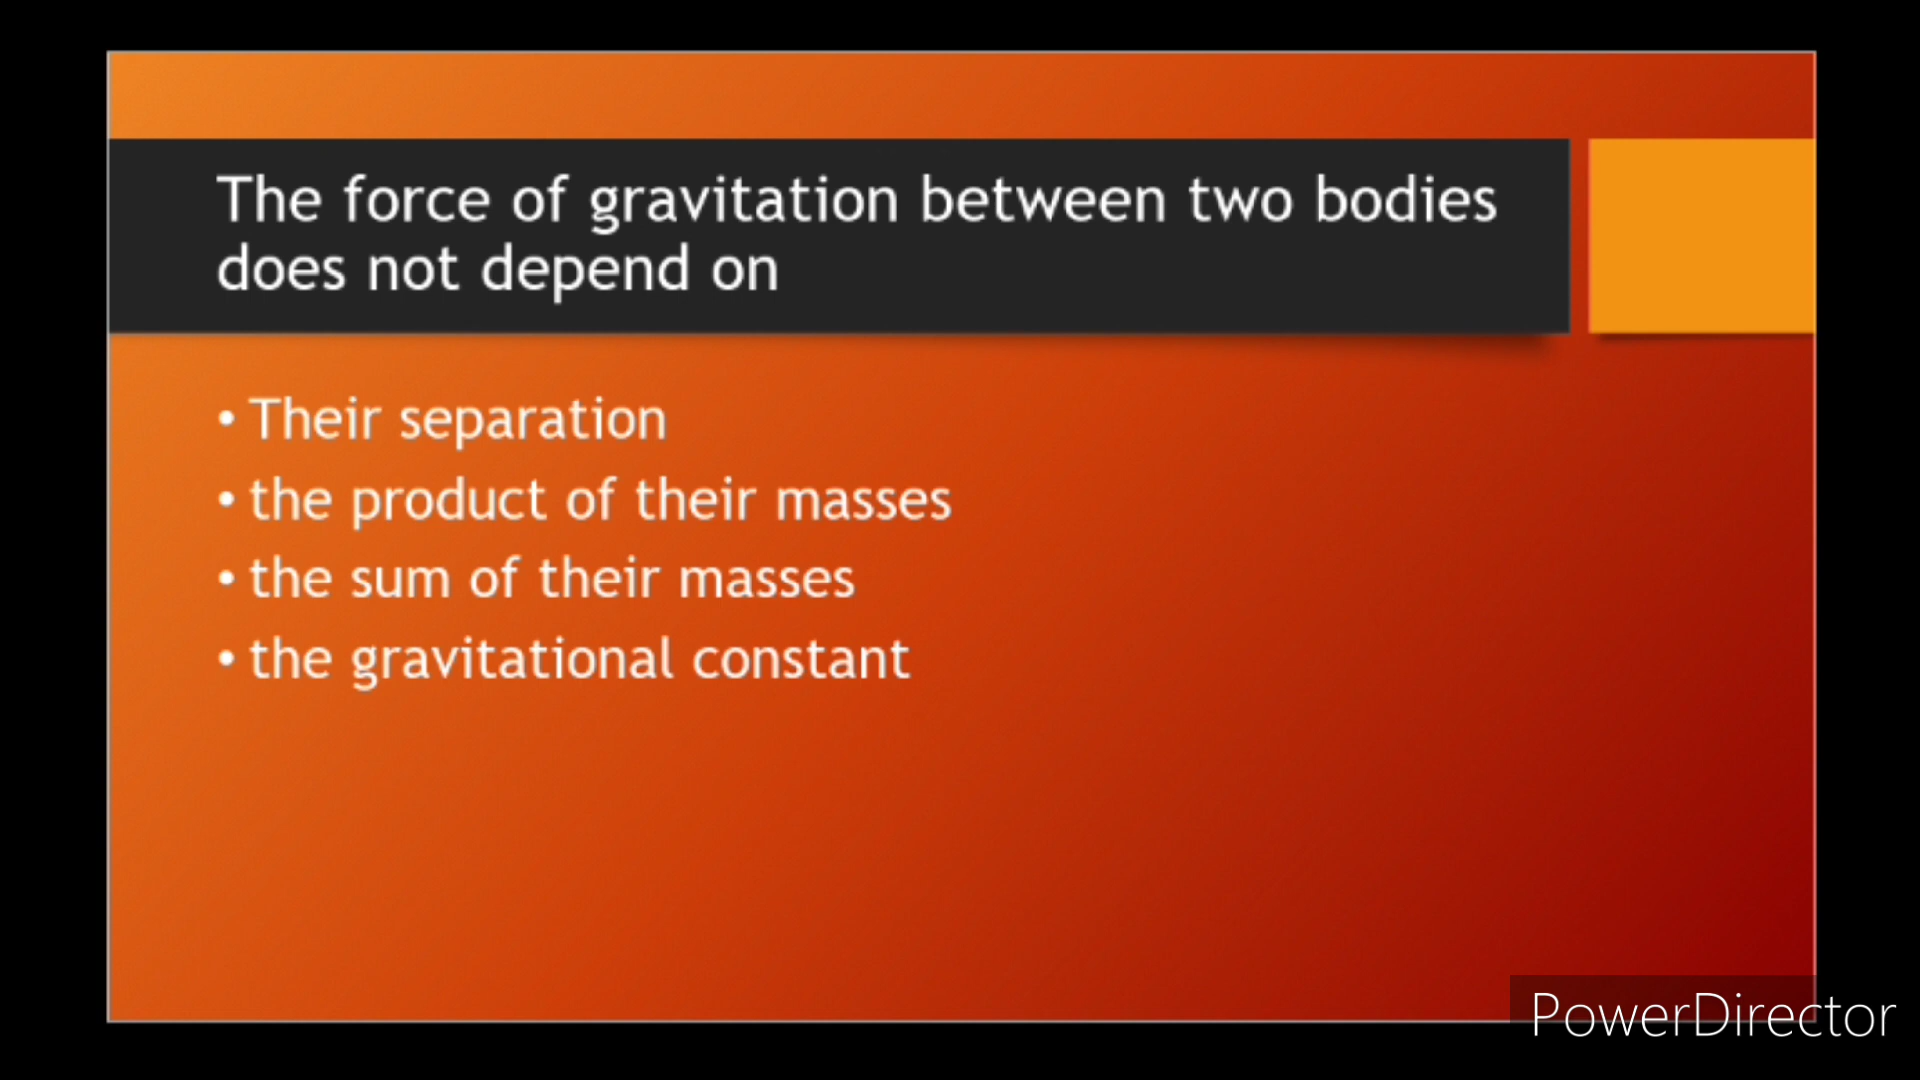 The force of gravitation between two bodies
does not depend on
• Their separation
• the product of their masses
• the sum of their masses
• the gravitational constant
PowerDirector